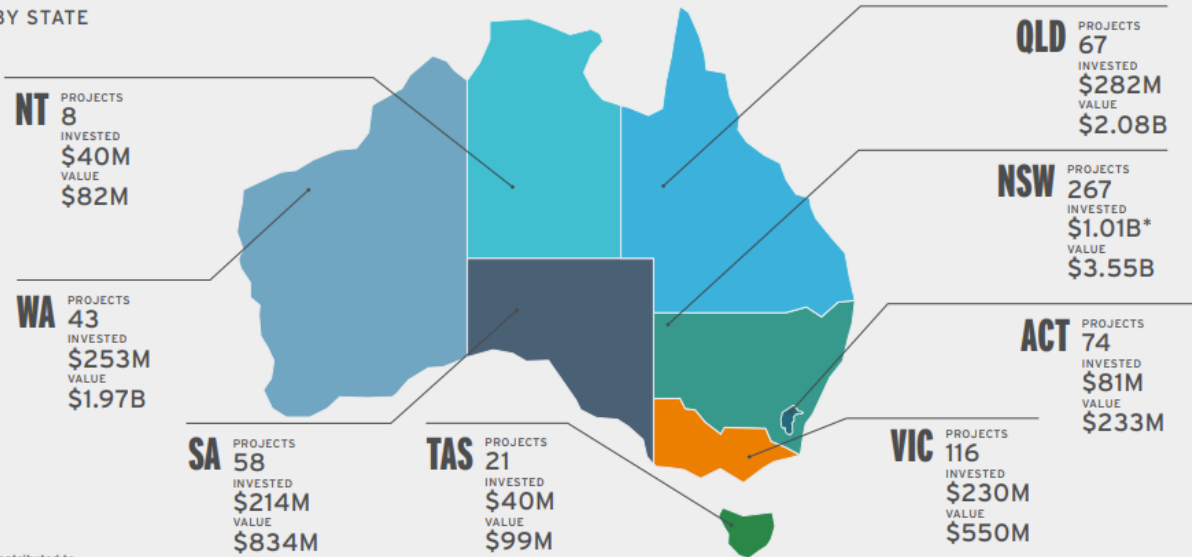 BY STATE
NT
PROJECTS
8
INVESTED
$40M
VALUE
$82M
WA
PROJECTS
43
INVESTED
$253M
VALUE
$1.97B
SA
PROJECTS
58
INVESTED
$214M
VALUE
$834M
TAS
PROJECTS
21
INVESTED
$40M
VALUE
$99M
QLD
PROJECTS
67
INVESTED
$282M
VALUE
$2.08B
NSW
PROJECTS
267
INVESTED
$1.01B*
VALUE
$3.55B
ACT
PROJECTS
74
INVESTED
$81M
VALUE
$233M
VIC
PROJECTS
116
INVESTED
$230M
VALUE
$550M